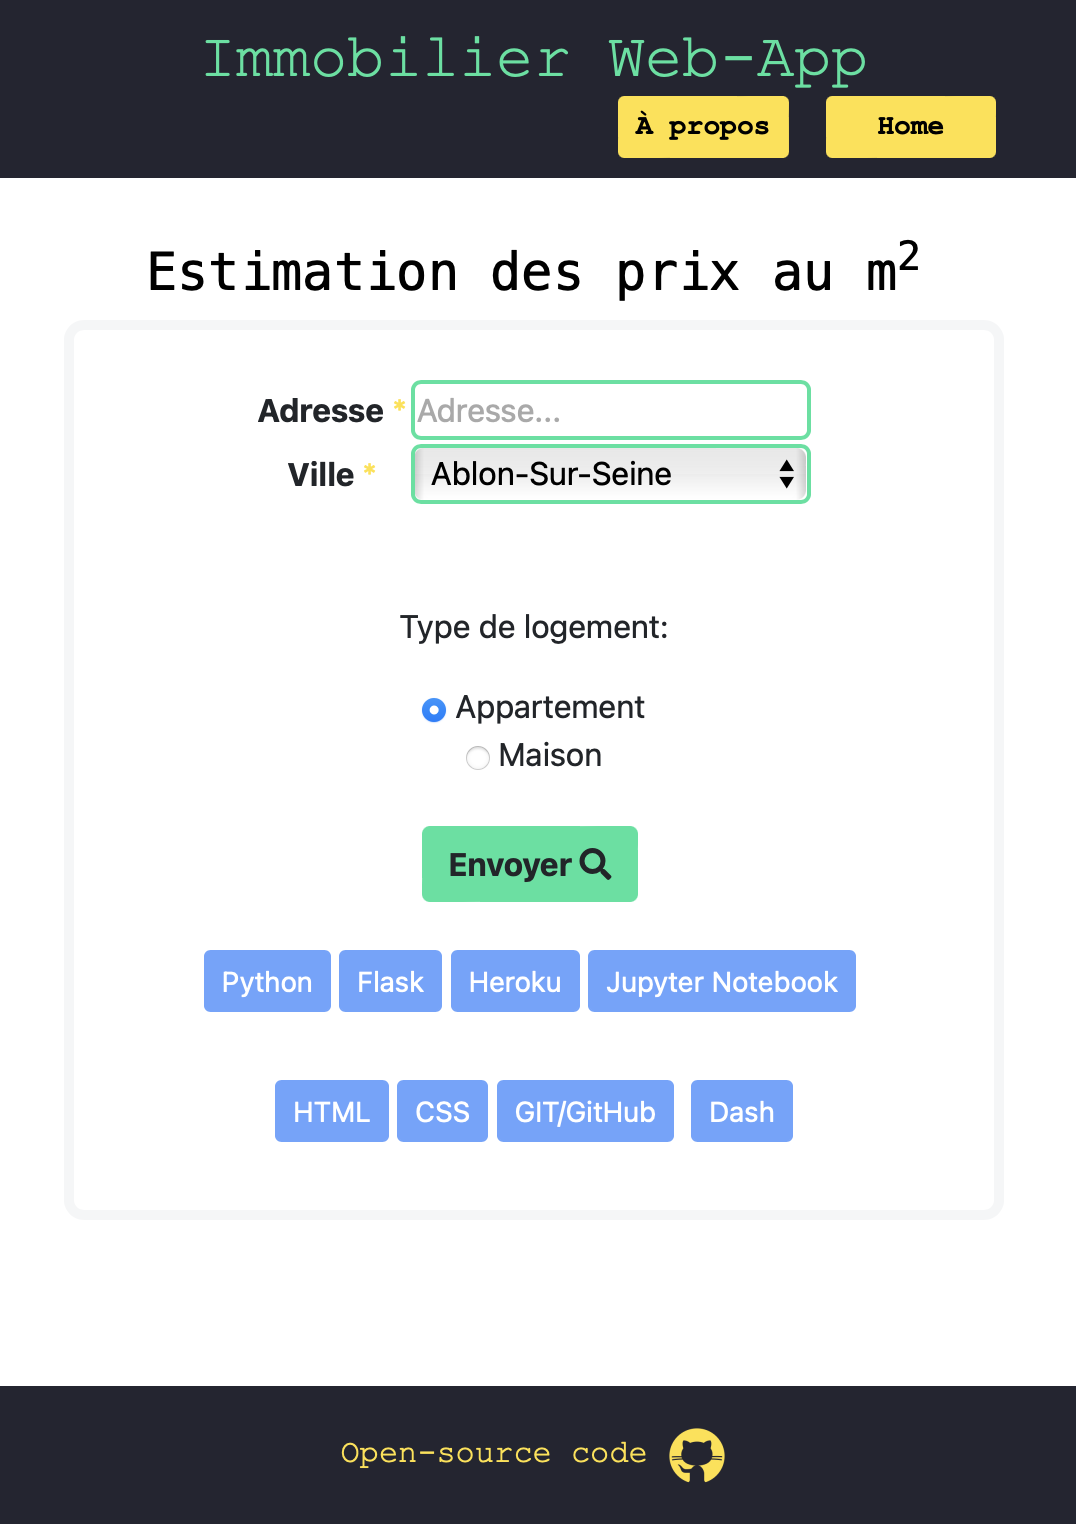 Immobilier Web-App
À propos Home
Estimation des prix au m²
Adresse * Adresse...
Ville * Ablon-Sur-Seine
Type de logement:
Appartement
Maison
Envoyer
Python Flask Heroku Jupyter Notebook
HTML CSS GIT/GitHub Dash
Open-source code